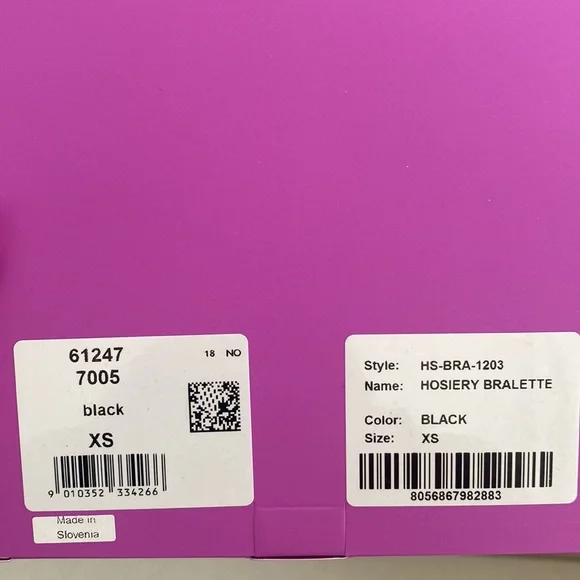 61247
18 NO
7005
black
XS
9 010352 334266
Made in
Slovenia
Style: HS-BRA-1203
Name: HOSIERY BRALETTE
Color: BLACK
Size: XS
8056867982883